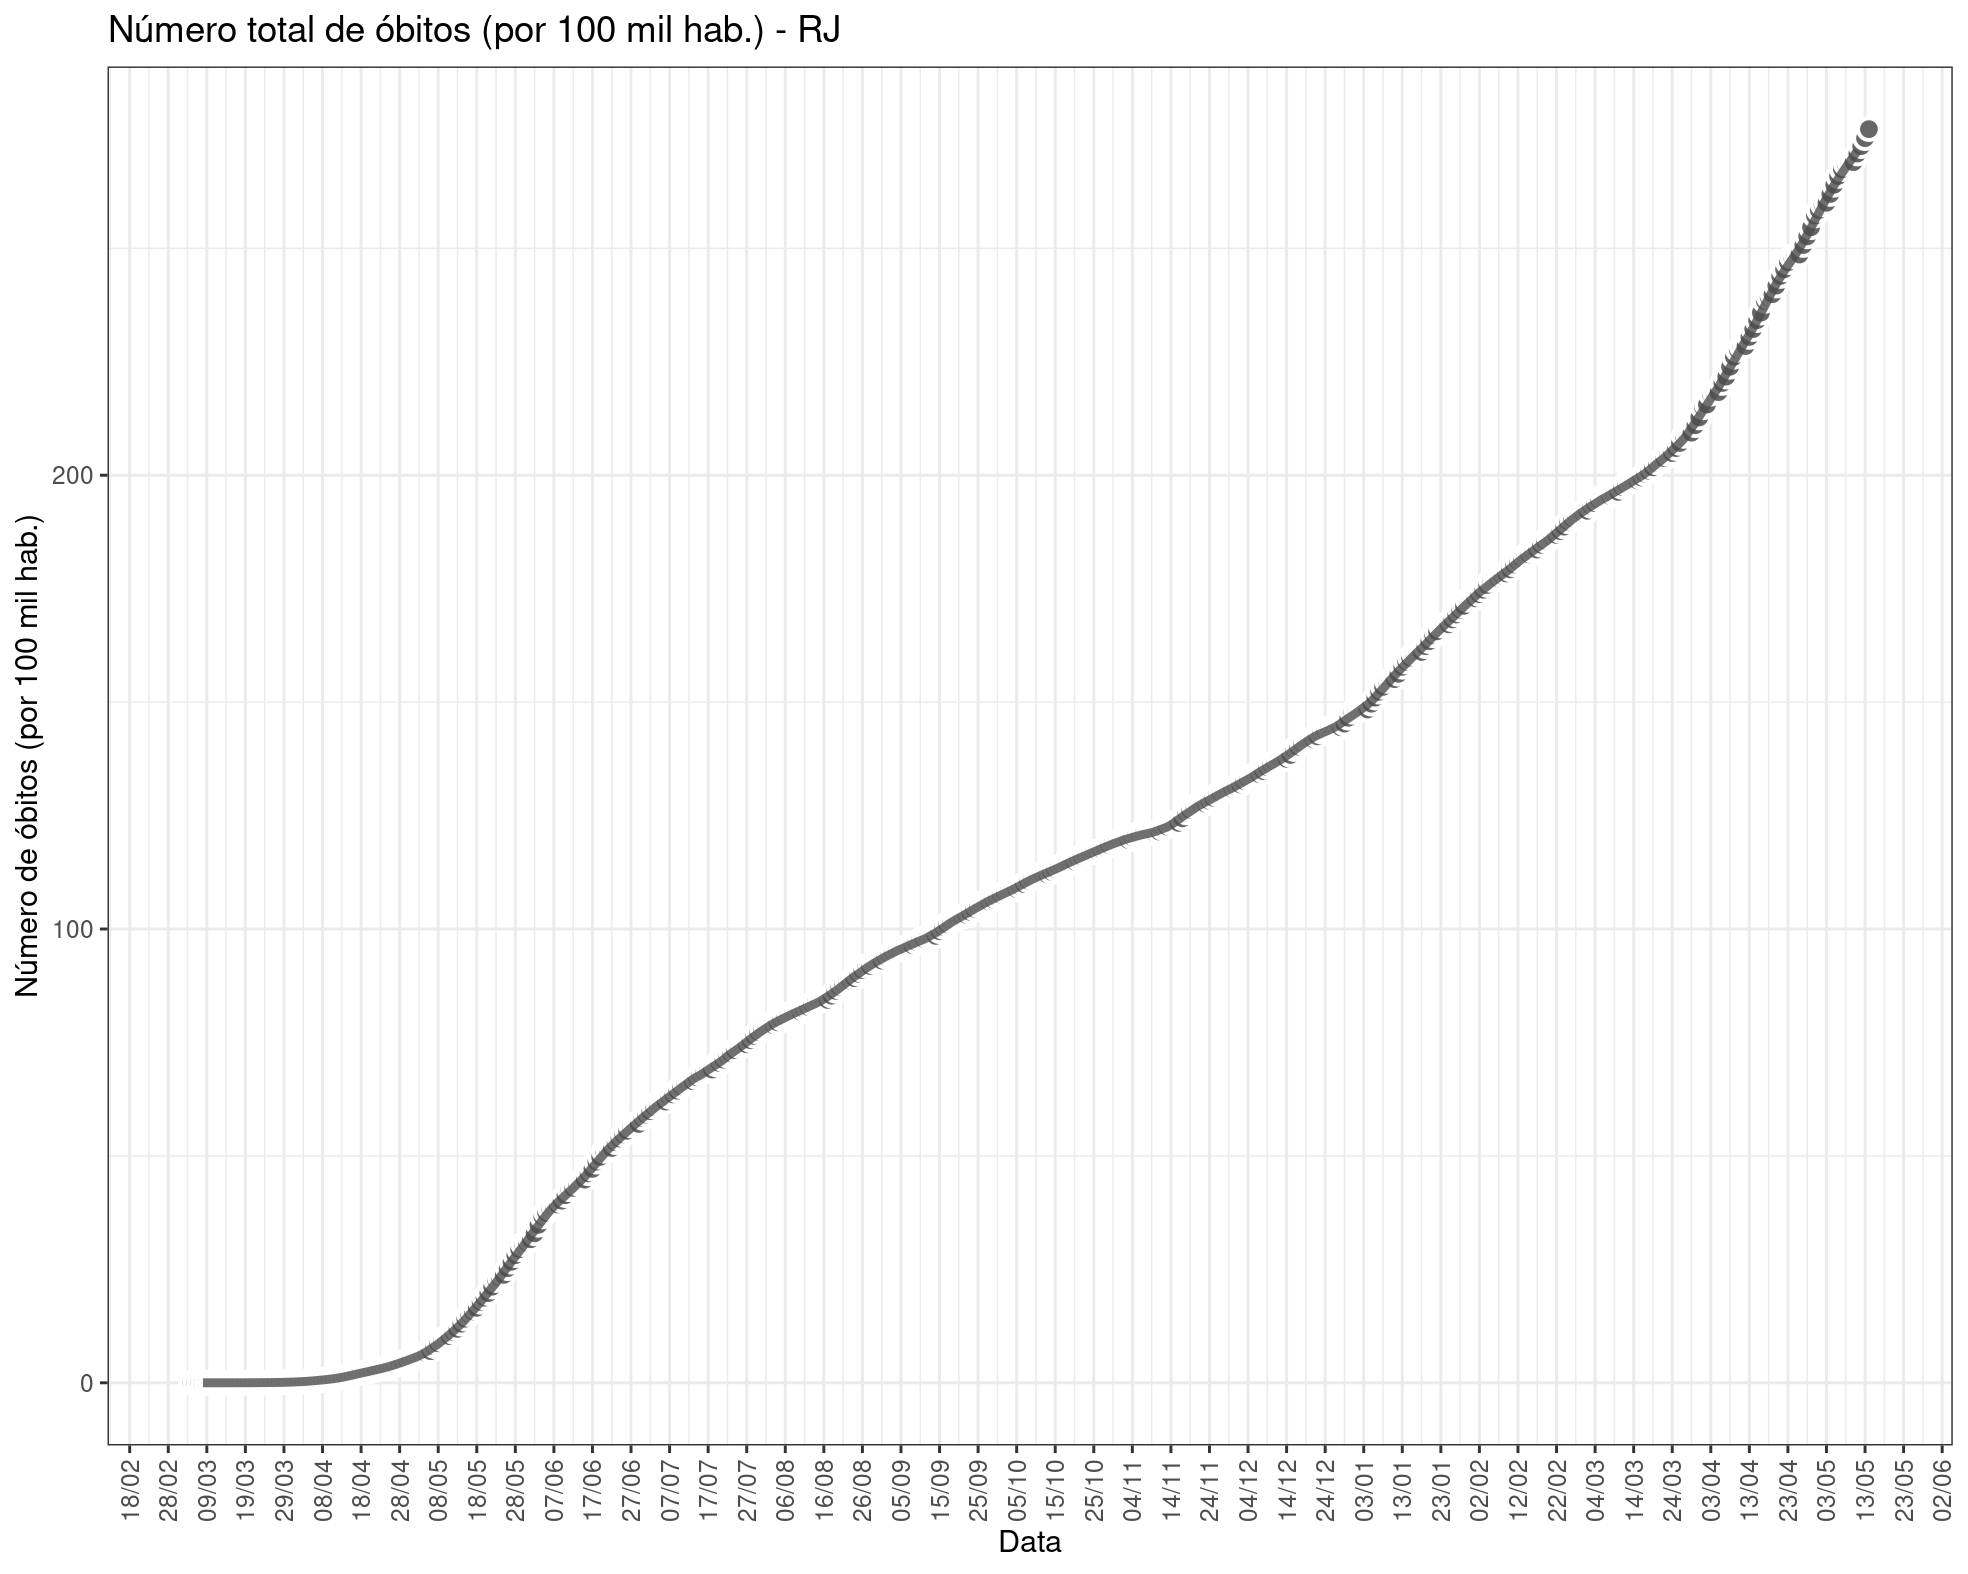 Número total de óbitos (por 100 mil hab.) - RJ
Número de óbitos (por 100 mil hab.)
200
100
0
18/02 28/02 09/03 19/03 29/03 08/04 18/04 28/04 08/05 18/05 28/05 07/06 17/06 27/06 07/07 17/07 27/07 06/08 16/08 26/08 05/09 15/09 25/09 05/10 15/10 25/10 04/11 14/11 24/11 04/12 14/12 24/12 03/01 13/01 23/01 02/02 12/02 22/02 04/03 14/03 24/03 03/04 13/04 23/04 03/05 13/05 23/05 02/06
Data